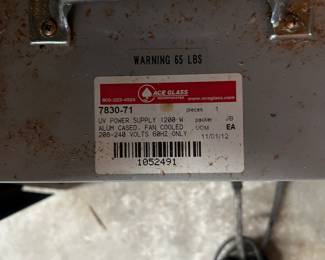 WARNING 65 LBS
ACE GLASS
INCORPORATED
800-223-4524 www.aceglass.com
7830-71 pieces 1
UV POWER SUPPLY 1200 W packer JB
ALUM CASED, FAN COOLED UOM EA
208-240 VOLTS 60HZ ONLY 11/01/12
1052491